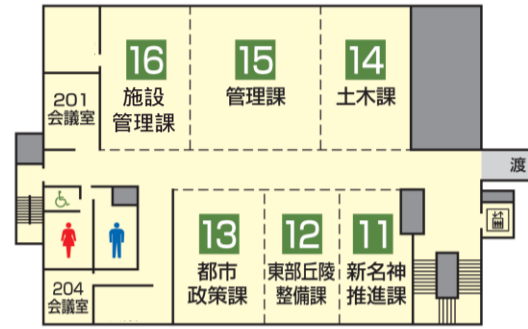 16
施設
管理課
15
管理課
14
土木課
201
会議室
渡
13
都市
政策課
12
東部丘陵
整備課
11
新名神
推進課
204
会議室